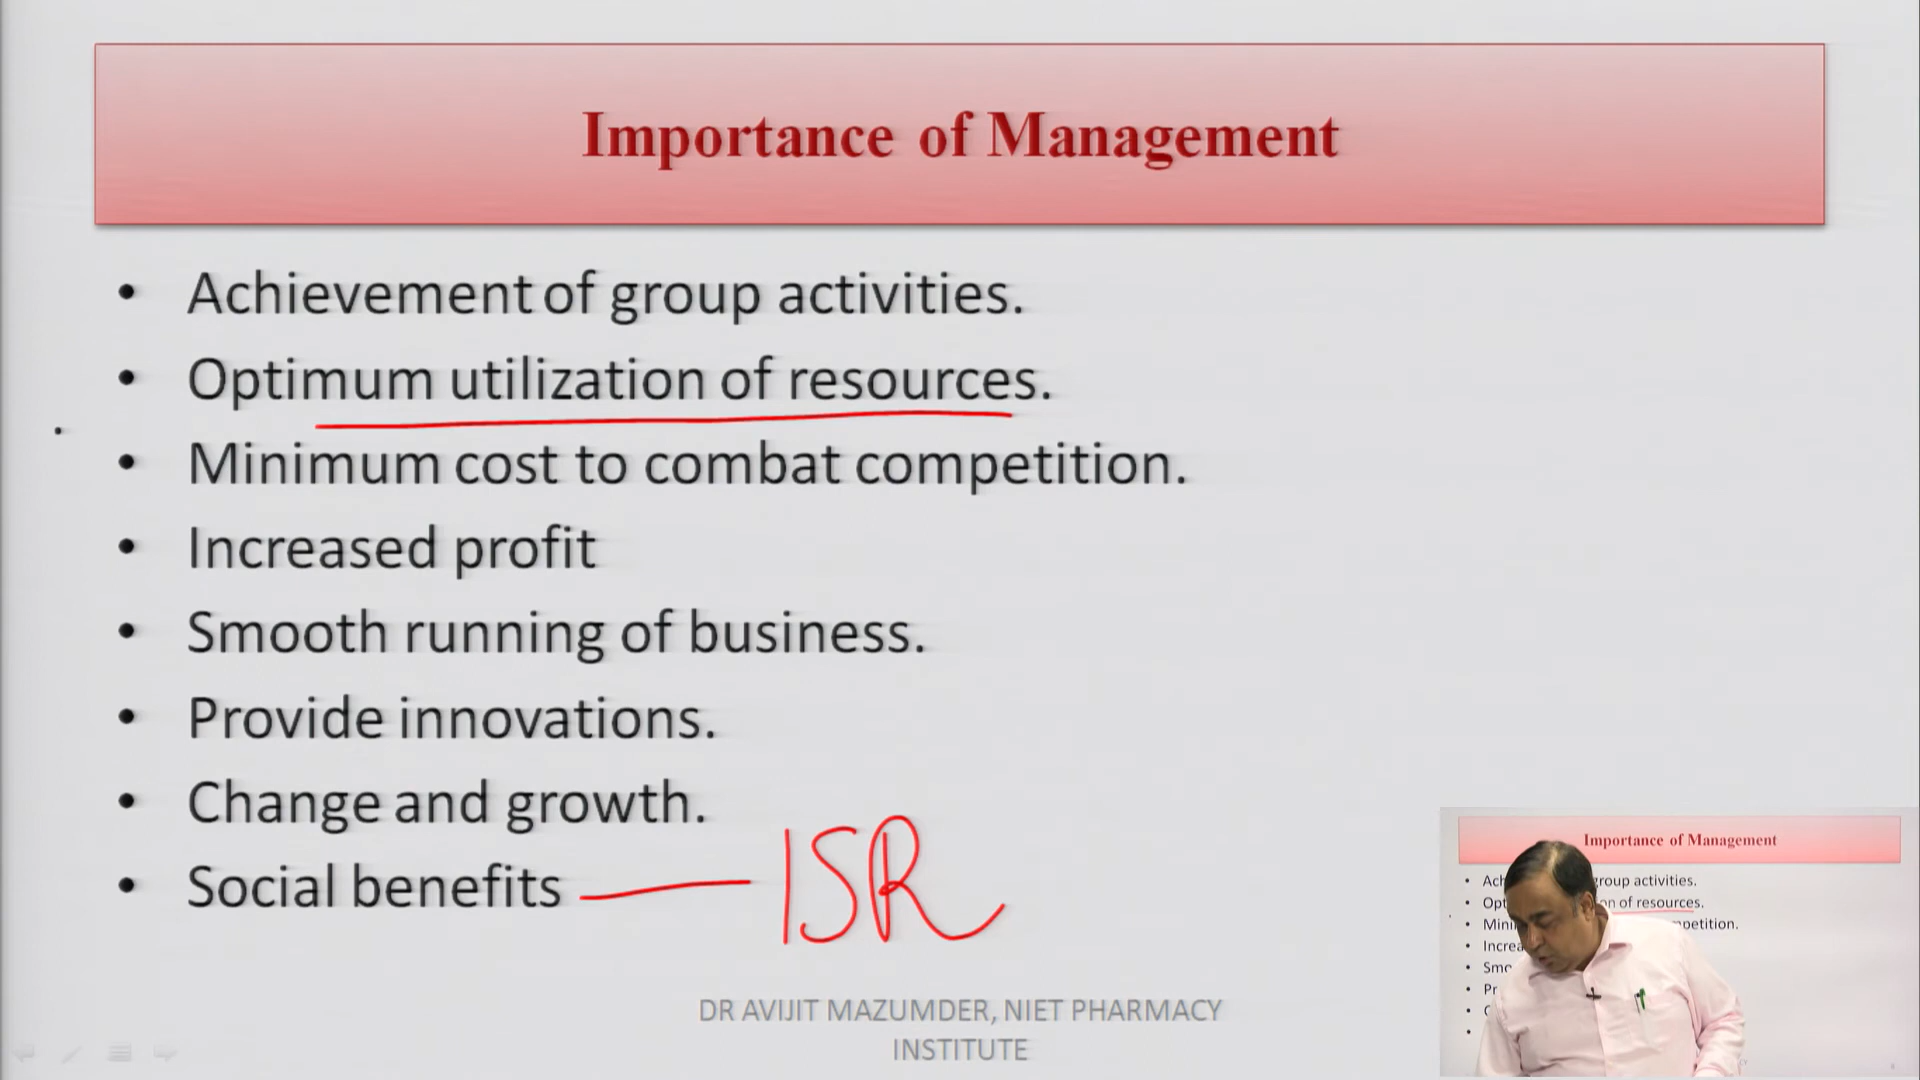 Importance of Management
• Achievement of group activities.
• Optimum utilization of resources.
• Minimum cost to combat competition.
• Increased profit
• Smooth running of business.
• Provide innovations.
• Change and growth.
• Social benefits — ISR
DR AVIJIT MAZUMDER, NIET PHARMACY
INSTITUTE
Importance of Management
• Ach group activities.
• Opt on of resources.
• Mini petition.
• Increa
• Smo
• Pr